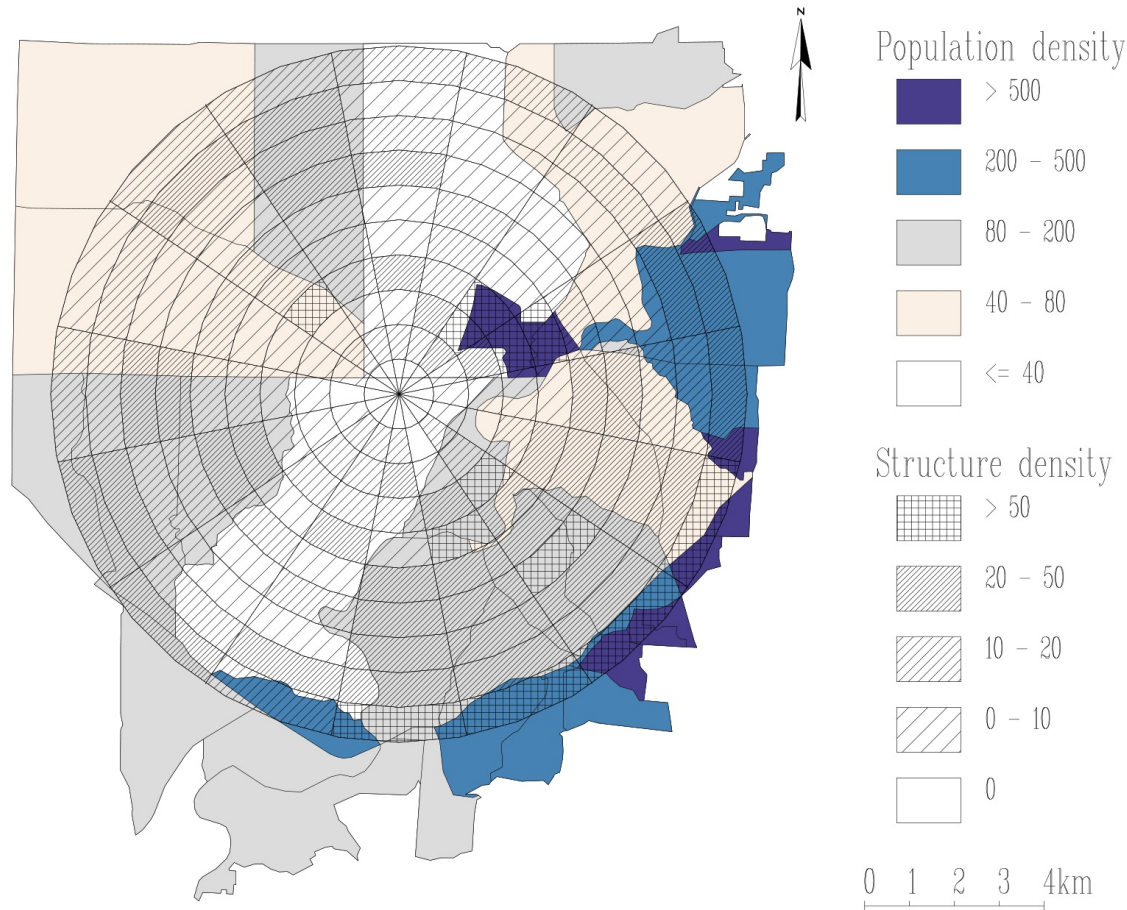 N
Population density
> 500
200 - 500
80 - 200
40 - 80
<= 40
Structure density
> 50
20 - 50
10 - 20
0 - 10
0
0 1 2 3 4km